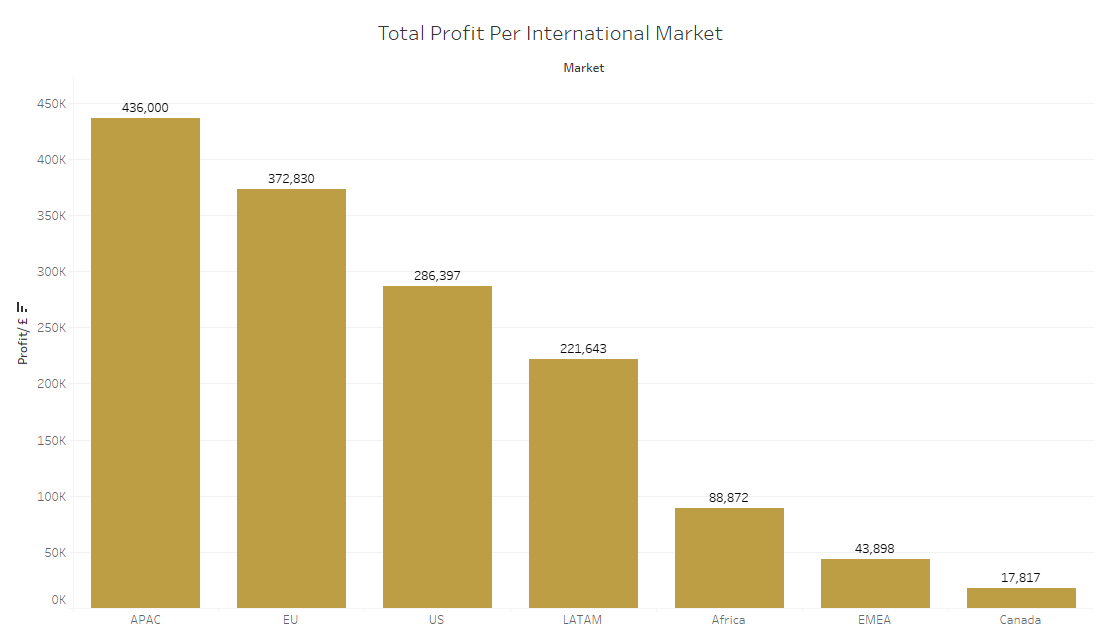 Total Profit Per International Market
Market
Profit/ £
450K
400K
350K
300K
250K
200K
150K
100K
50K
0K
436,000
372,830
286,397
221,643
88,872
43,898
17,817
APAC
EU
US
LATAM
Africa
EMEA
Canada